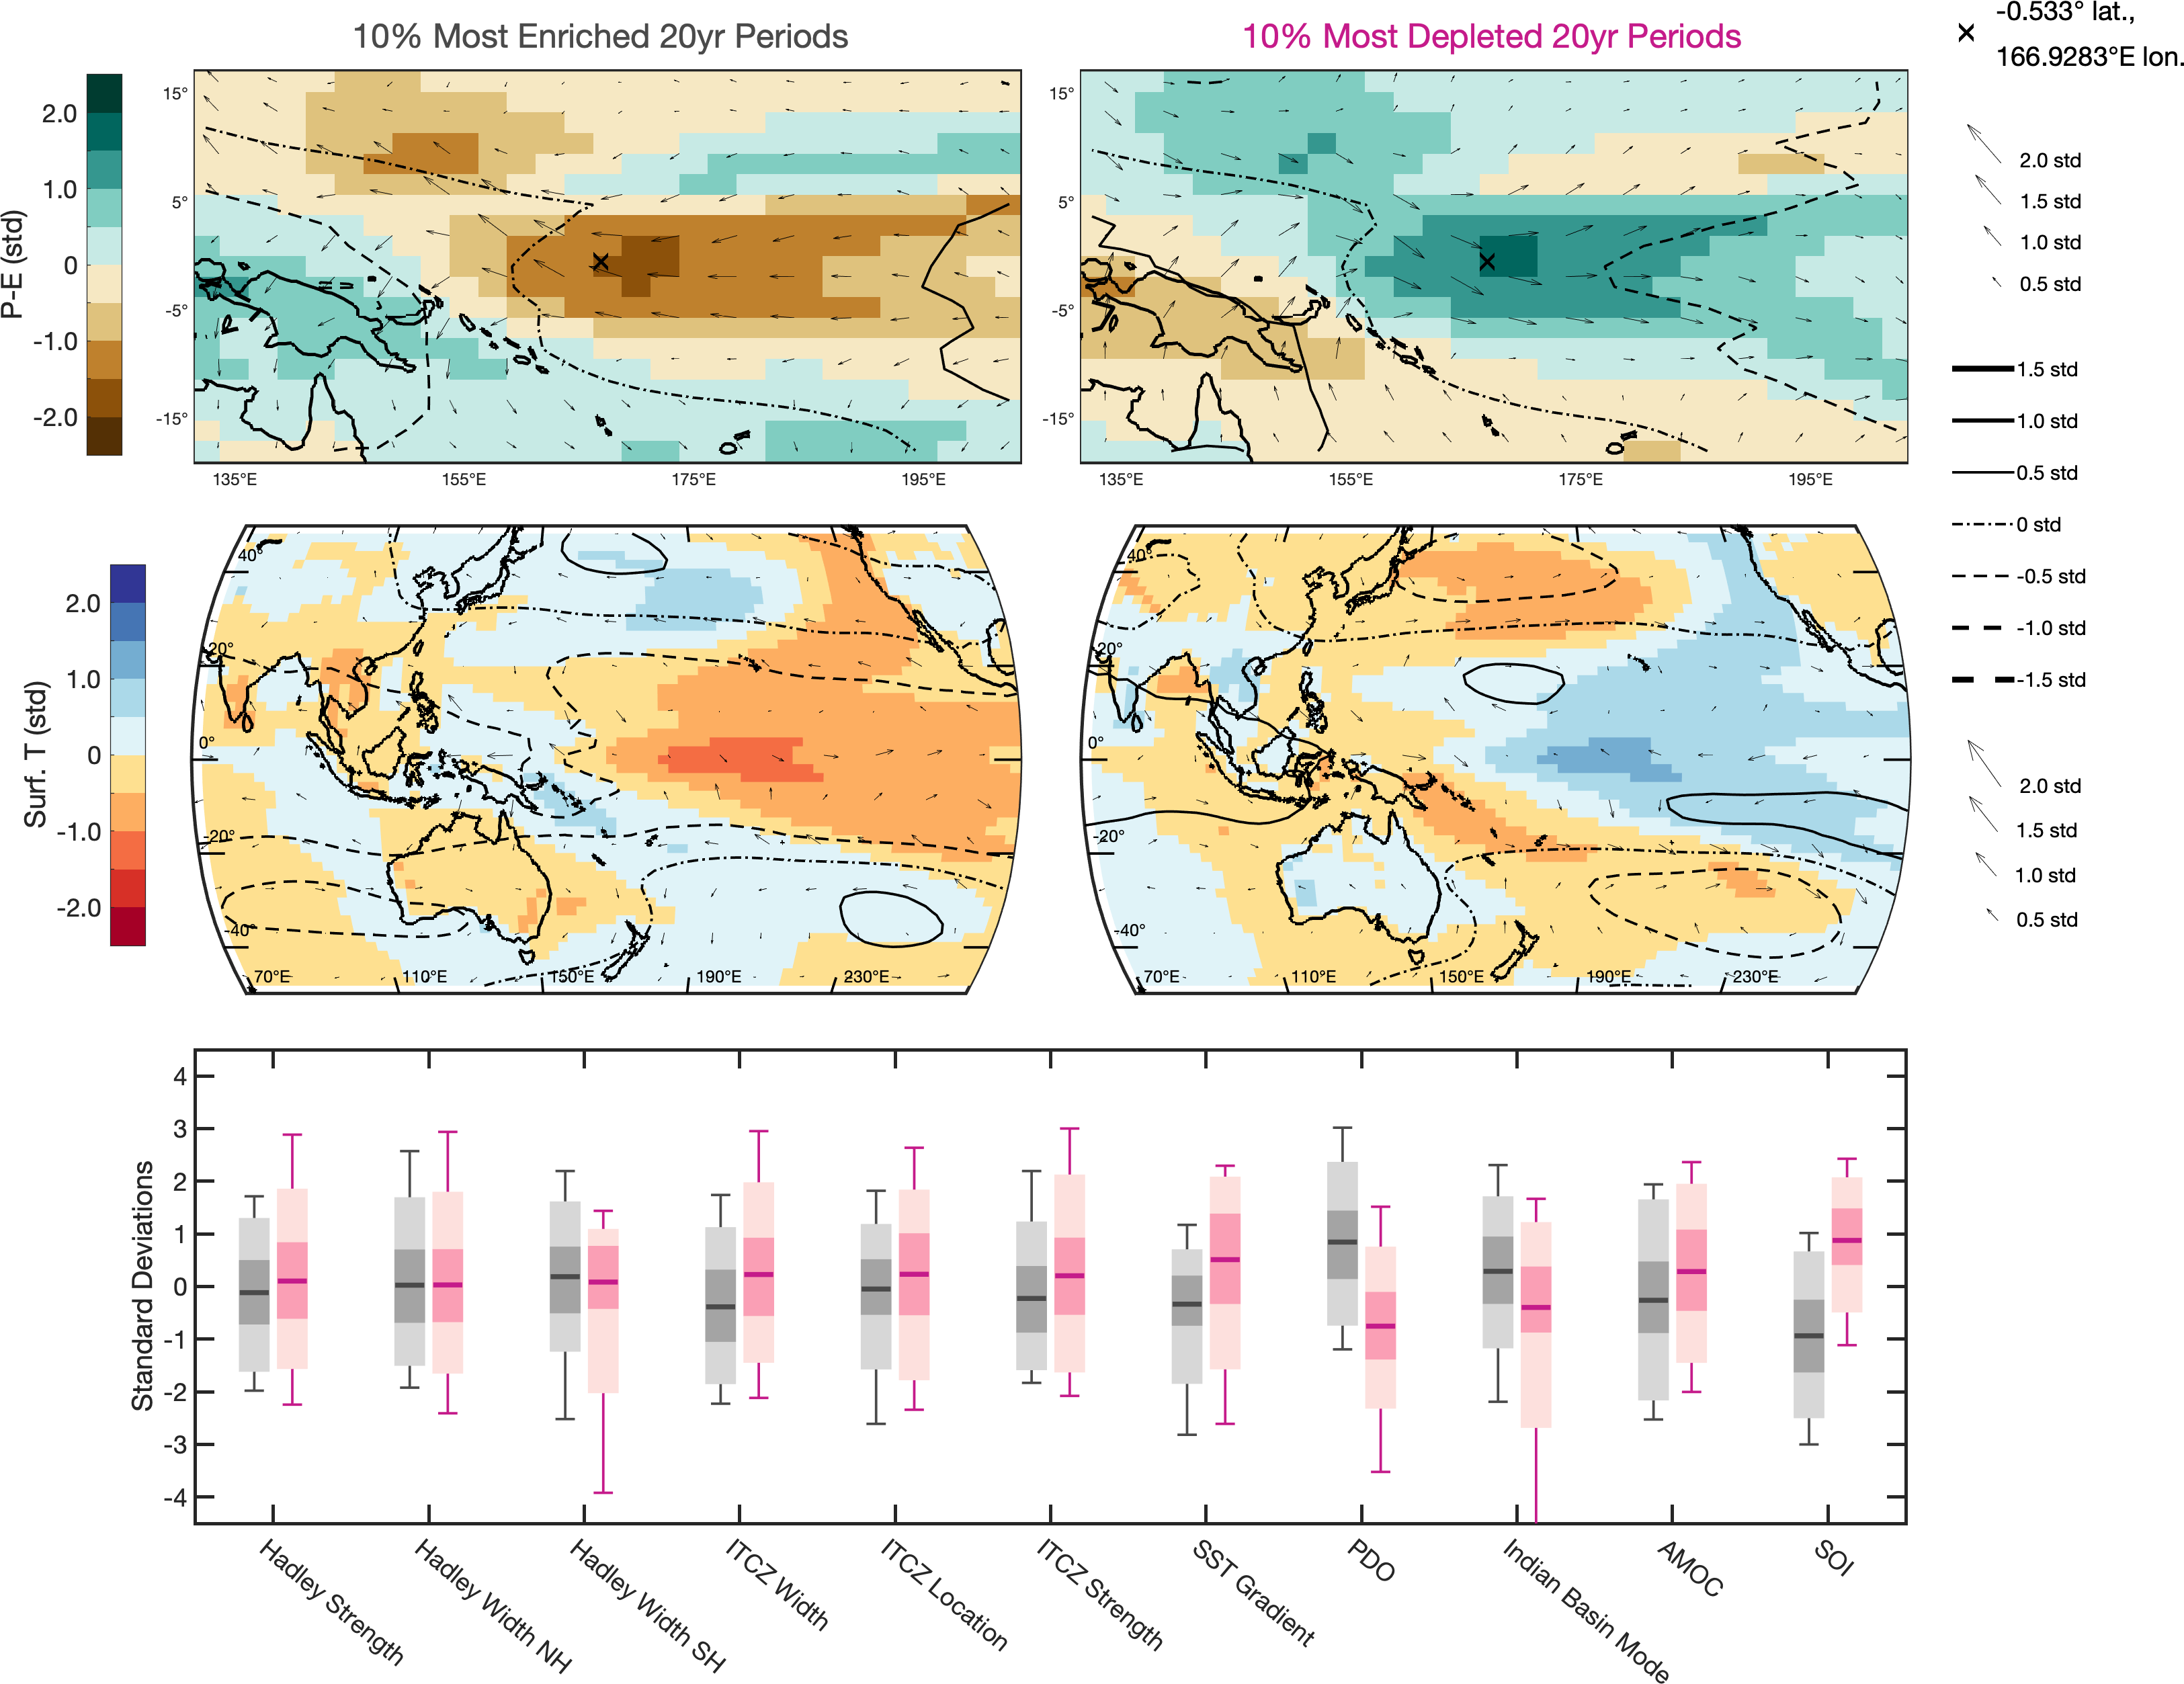 10% Most Enriched 20yr Periods
10% Most Depleted 20yr Periods
-0.533° lat.,
166.9283°E lon.
P-E (std)
2.0
1.0
0
-1.0
-2.0
15°
5°
-5°
-15°
135°E 155°E 175°E 195°E
15°
5°
-5°
-15°
135°E 155°E 175°E 195°E
2.0 std
1.5 std
1.0 std
0.5 std
1.5 std
1.0 std
0.5 std
0 std
-0.5 std
-1.0 std
-1.5 std
Surf. T (std)
2.0
1.0
0
-1.0
-2.0
40°
20°
0°
-20°
-40°
70°E 110°E 150°E 190°E 230°E
40°
20°
0°
-20°
-40°
70°E 110°E 150°E 190°E 230°E
2.0 std
1.5 std
1.0 std
0.5 std
Standard Deviations
4
3
2
1
0
-1
-2
-3
-4
Hadley Strength
Hadley Width NH
Hadley Width SH
ITCZ Width
ITCZ Location
ITCZ Strength
SST Gradient
PDO
Indian Basin Mode
AMOC
SOI